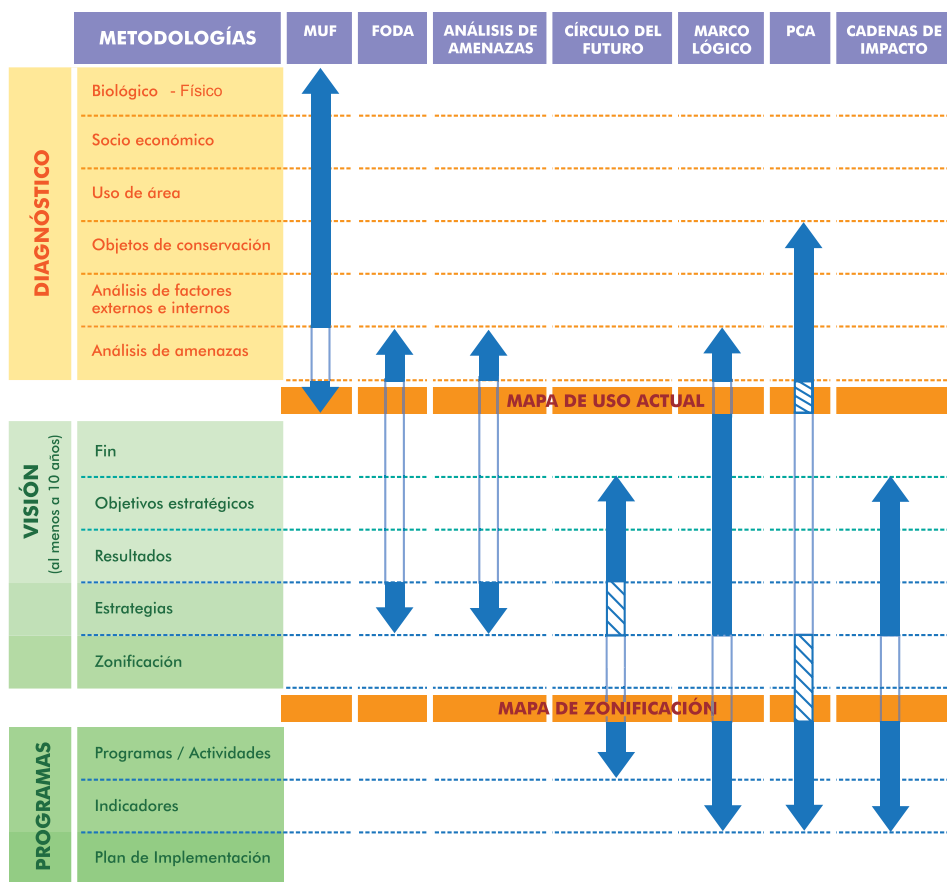 METODOLOGÍAS
MUF
FODA
ANÁLISIS DE
AMENAZAS
CÍRCULO DEL
FUTURO
MARCO
LÓGICO
PCA
CADENAS DE
IMPACTO
DIAGNÓSTICO
Biológico - Físico
Socio económico
Uso de área
Objetos de conservación
Análisis de factores
externos e internos
Análisis de amenazas
MAPA DE USO ACTUAL
VISIÓN
(al menos a 10 años)
Fin
Objetivos estratégicos
Resultados
Estrategias
Zonificación
MAPA DE ZONIFICACIÓN
PROGRAMAS
Programas / Actividades
Indicadores
Plan de Implementación